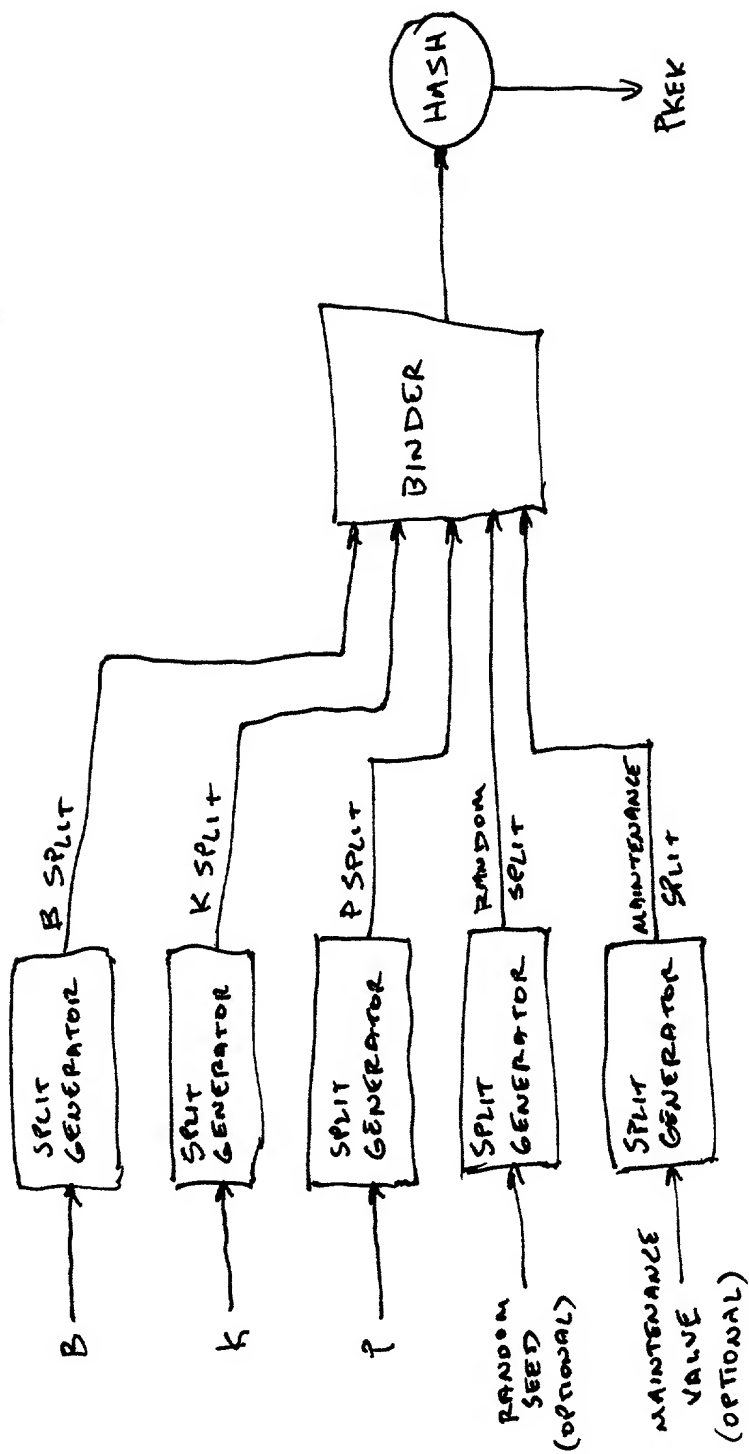 B
SPLIT
GENERATOR
B SPLIT
K
SPLIT
GENERATOR
K SPLIT
P
SPLIT
GENERATOR
P SPLIT
RANDOM
SEED
(OPTIONAL)
SPLIT
GENERATOR
RANDOM
SPLIT
MAINTENANCE
VALUE
(OPTIONAL)
SPLIT
GENERATOR
MAINTENANCE
SPLIT
BINDER
HASH
PKEK